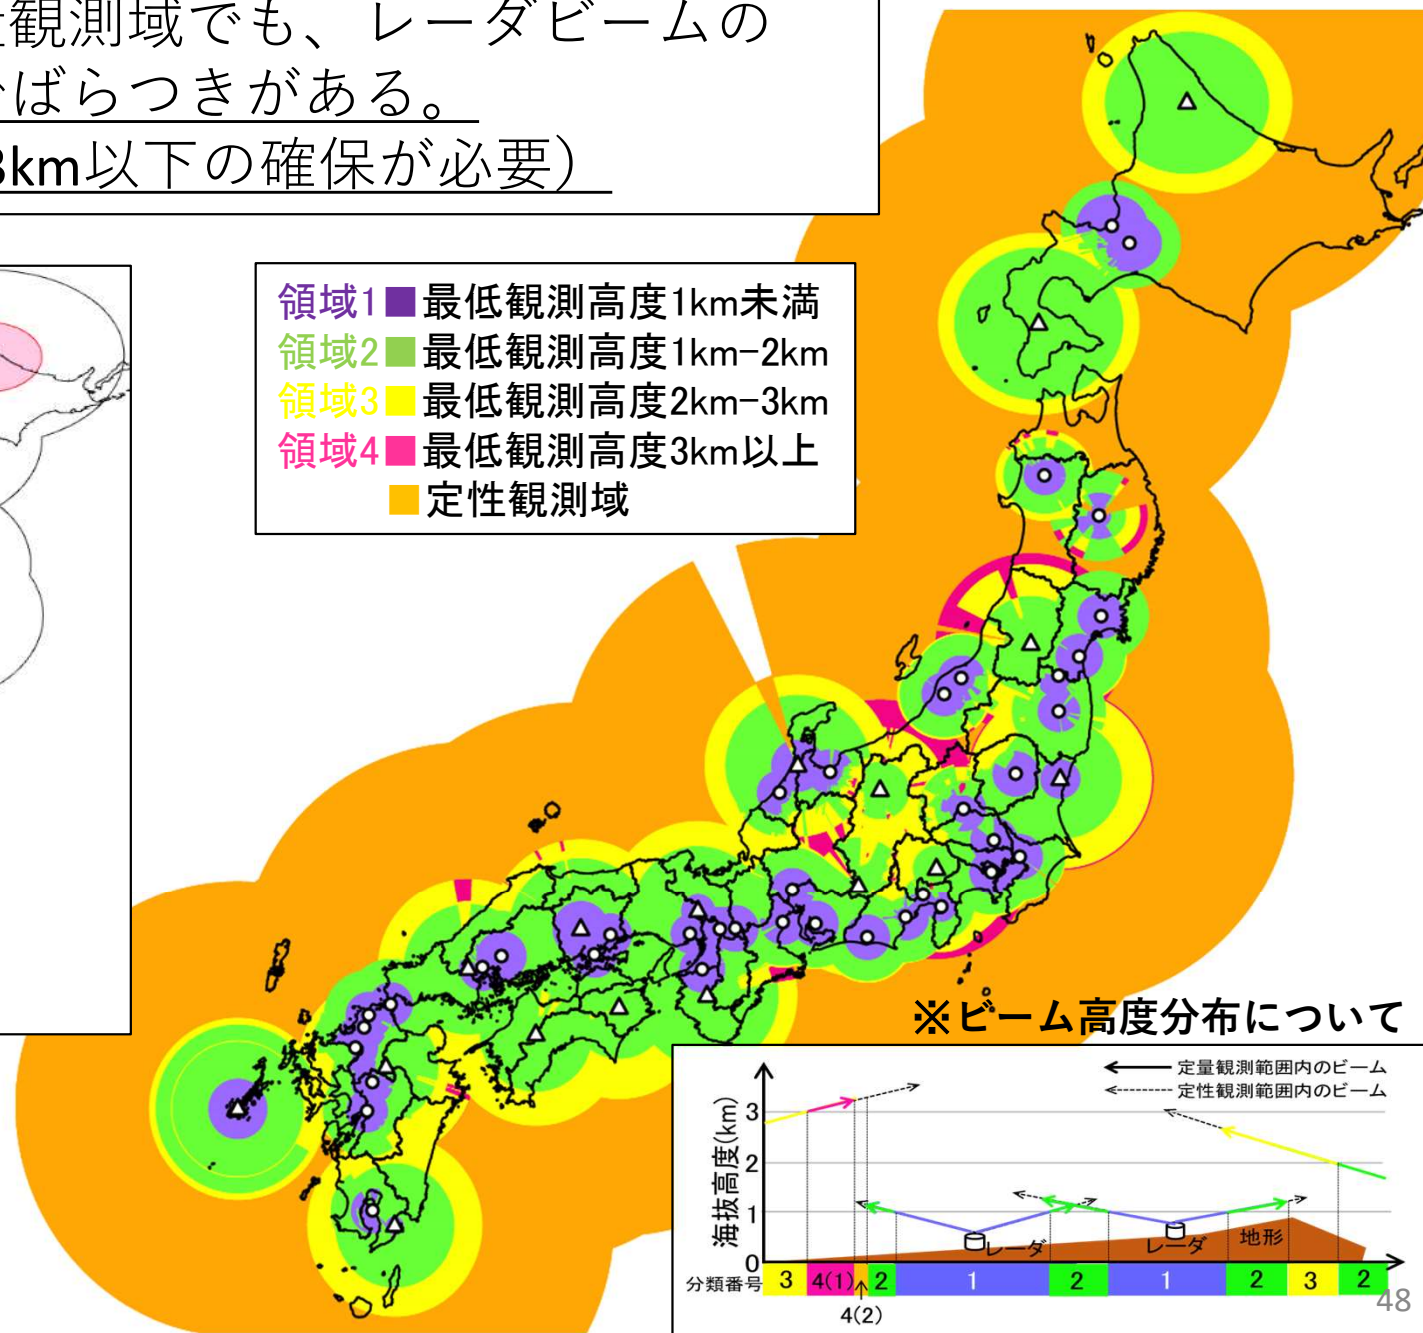 観測域でも、レーダビームの
ばらつきがある。
3km以下の確保が必要）
領域1■最低観測高度1km未満
領域2■最低観測高度1km−2km
領域3■最低観測高度2km−3km
領域4■最低観測高度3km以上
■定性観測域
※ビーム高度分布について
定量観測範囲内のビーム
定性観測範囲内のビーム
海抜高度(km)
3
2
1
0
レーダ
レーダ
地形
分類番号 3 4(1) 2 1 2 1 2 3 2
4(2)
48